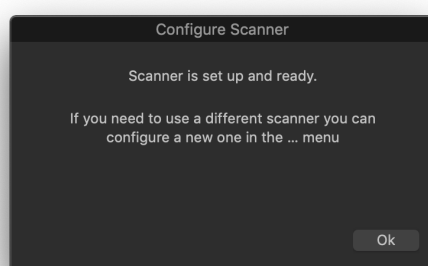 Configure Scanner
Scanner is set up and ready.
If you need to use a different scanner you can
configure a new one in the ... menu
Ok